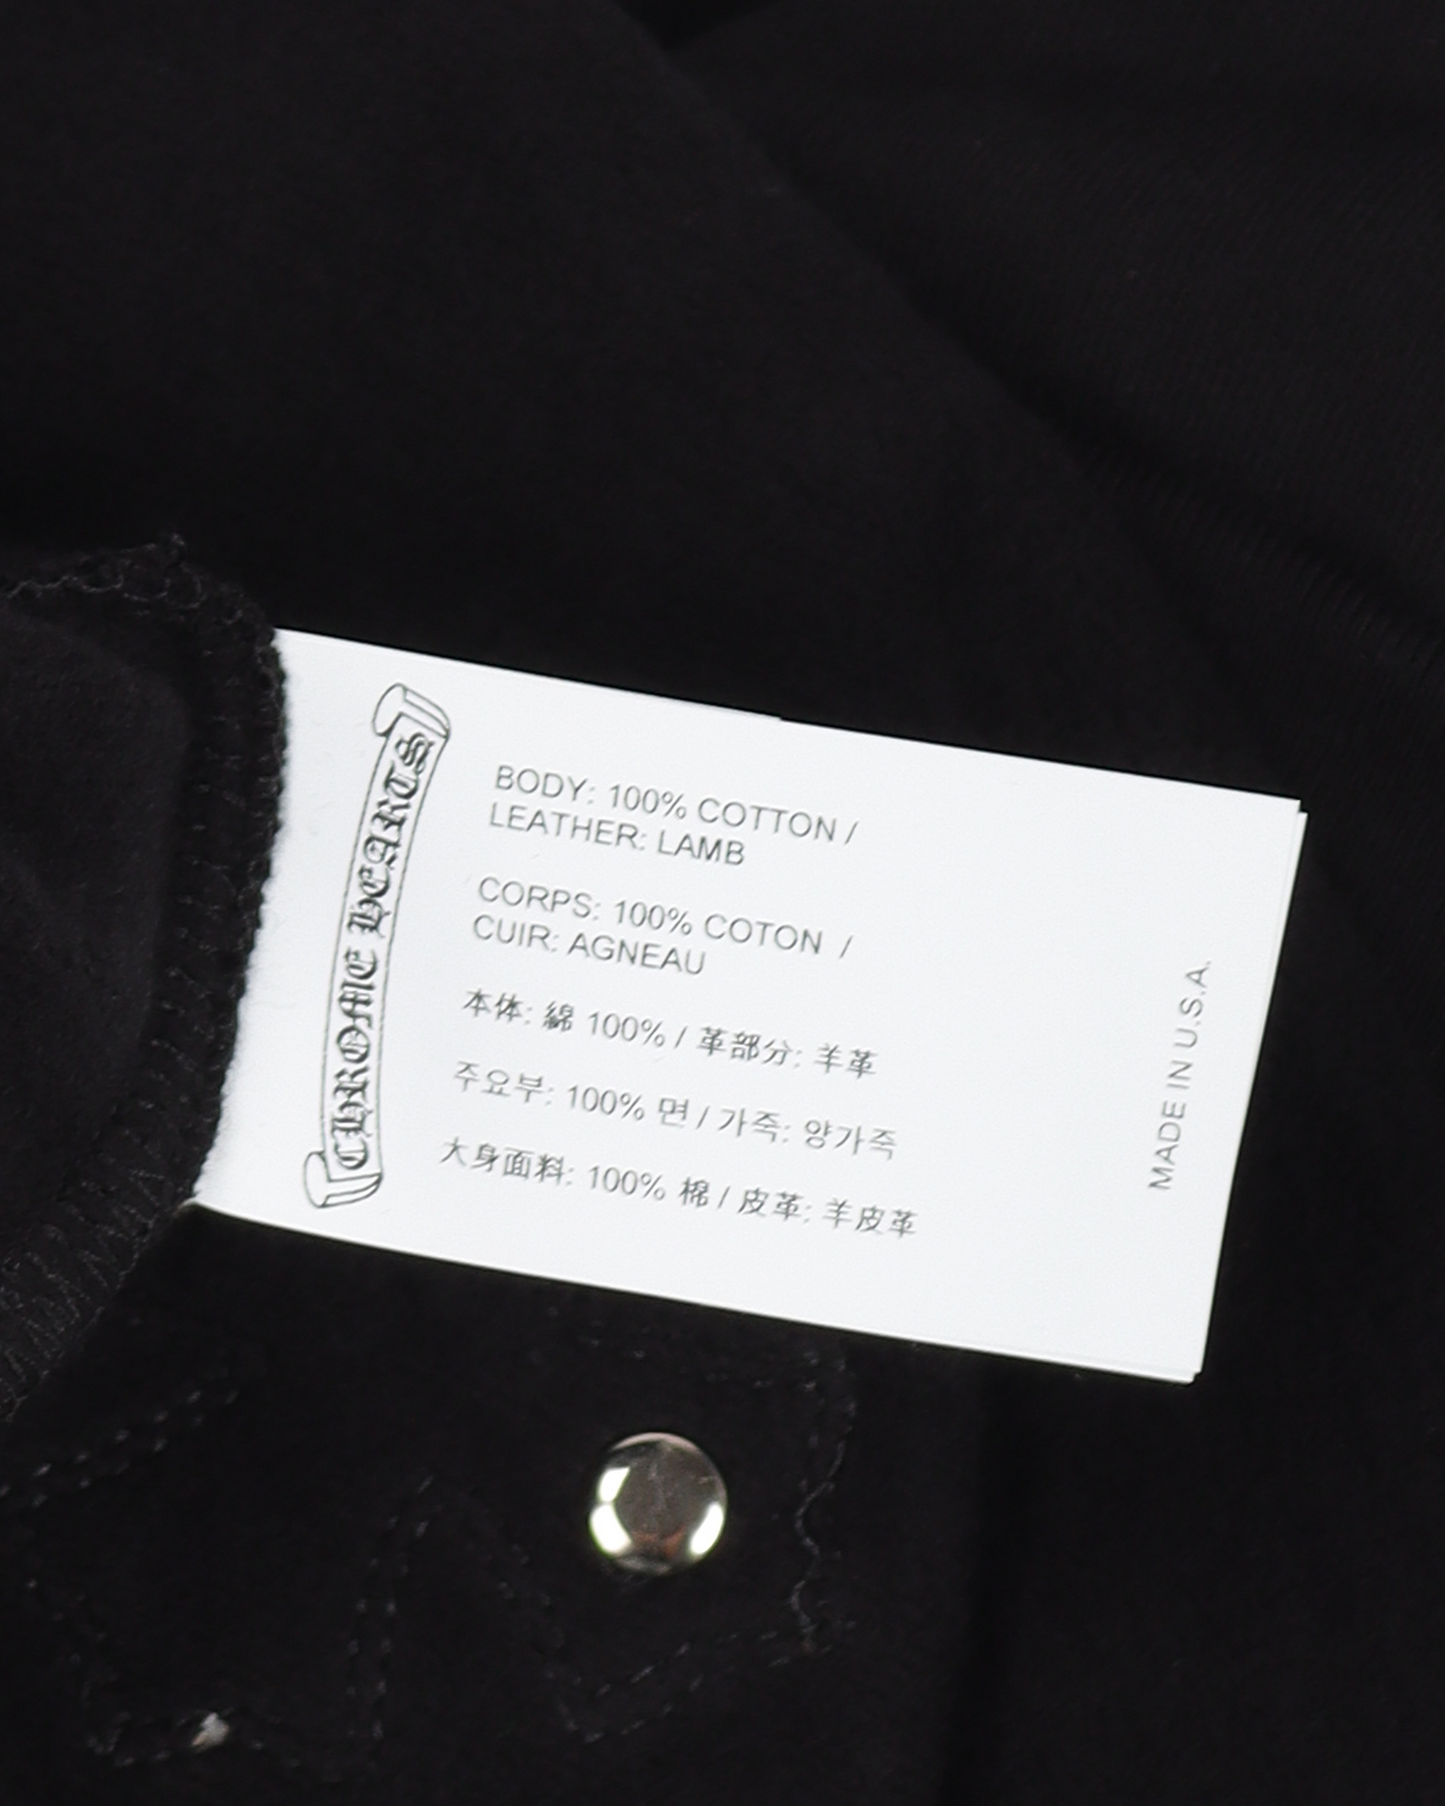 CHROME HEARTS
BODY: 100% COTTON /
LEATHER: LAMB
CORPS: 100% COTON /
CUIR: AGNEAU
本体: 綿 100% / 革部分: 羊革
주요부: 100% 면 / 가죽: 양가죽
大身面料: 100% 棉 / 皮革: 羊皮革
MADE IN U.S.A.